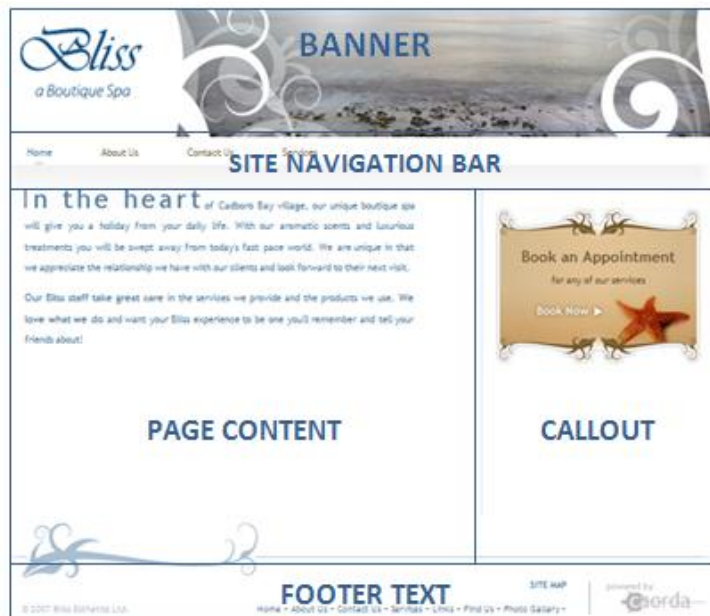 Bliss
a Boutique Spa
BANNER
Home About Us Contact Us Services
SITE NAVIGATION BAR
In the heart of Cadboro Bay village, our unique boutique spa
will give you a holiday from your daily life. With our aromatic scents and luxurious
treatments you will be swept away from today's fast pace world. We are unique in that
we appreciate the relationship we have with our clients and look forward to their next visit.
Our Bliss staff take great care in the services we provide and the products we use. We
love what we do and want your Bliss experience to be one you'll remember and tell your
friends about!
Book an Appointment
for any of our services
Book Now
PAGE CONTENT
CALLOUT
FOOTER TEXT
SITE MAP
powered by
© 2007 Bliss Ltd.
Home - About Us - Contact Us - Services - Links - Find Us - Photo Gallery -